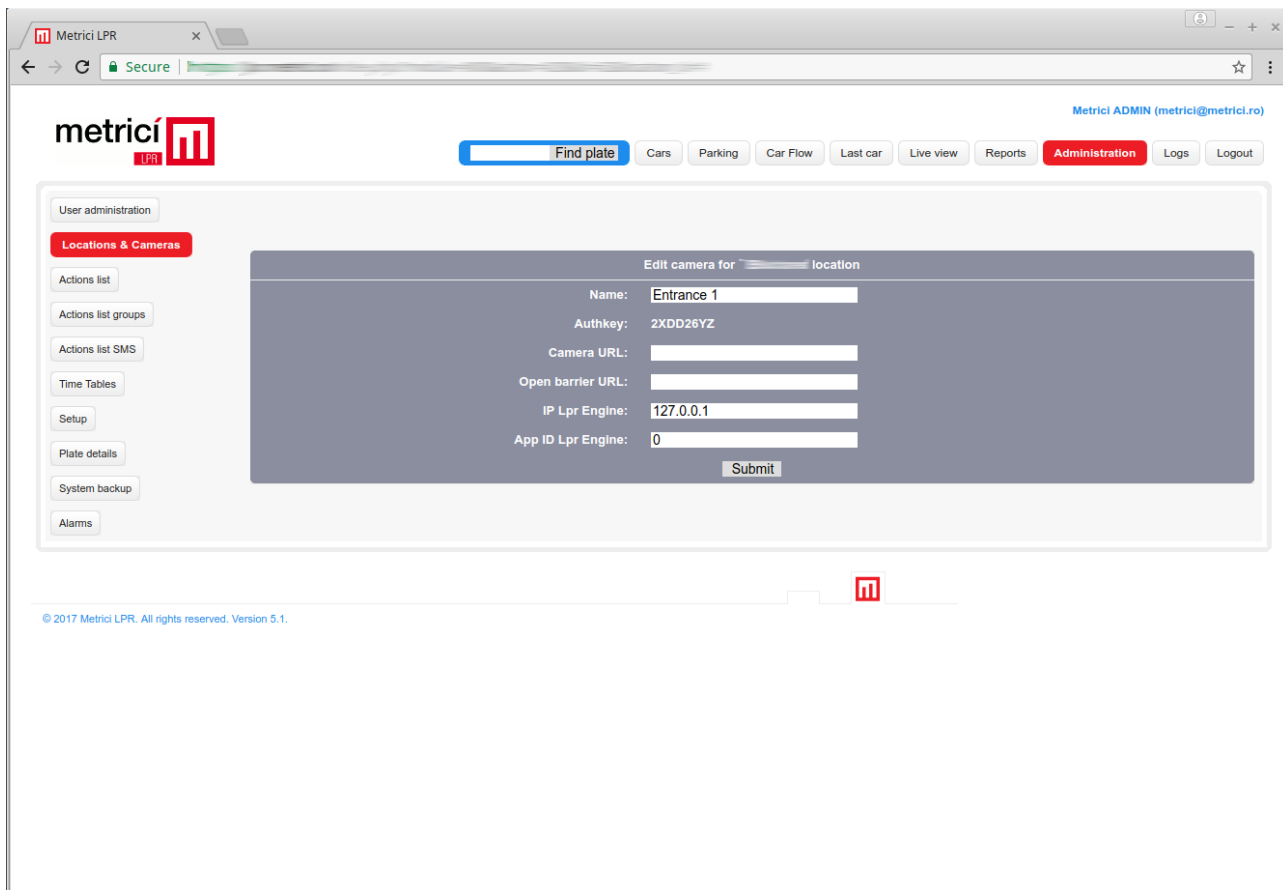 Metrici LPR
Secure
Metrici ADMIN (metrici@metrici.ro)
metricí
LPR
Find plate Cars Parking Car Flow Last car Live view Reports Administration Logs Logout
User administration
Locations & Cameras
Actions list
Actions list groups
Actions list SMS
Time Tables
Setup
Plate details
System backup
Alarms
Edit camera for location
Name: Entrance 1
Authkey: 2XDD26YZ
Camera URL:
Open barrier URL:
IP Lpr Engine: 127.0.0.1
App ID Lpr Engine: 0
Submit
© 2017 Metrici LPR. All rights reserved. Version 5.1.